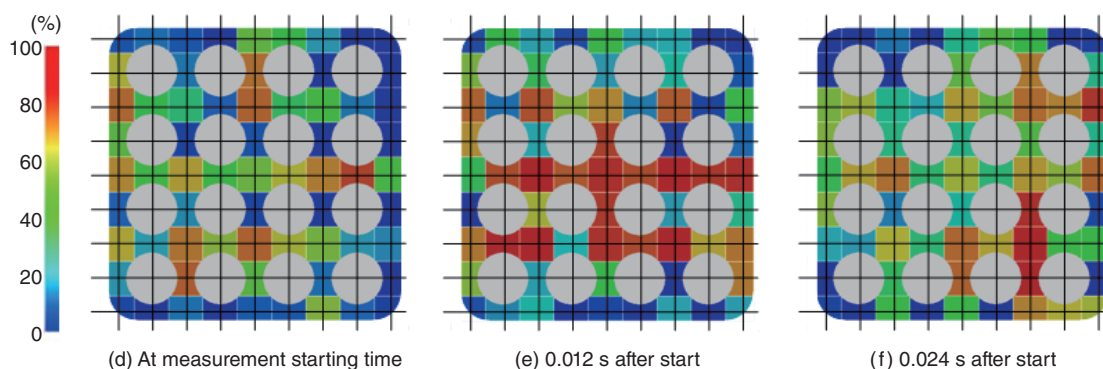 (%)
100
80
60
40
20
0
(d) At measurement starting time
(e) 0.012 s after start
(f) 0.024 s after start